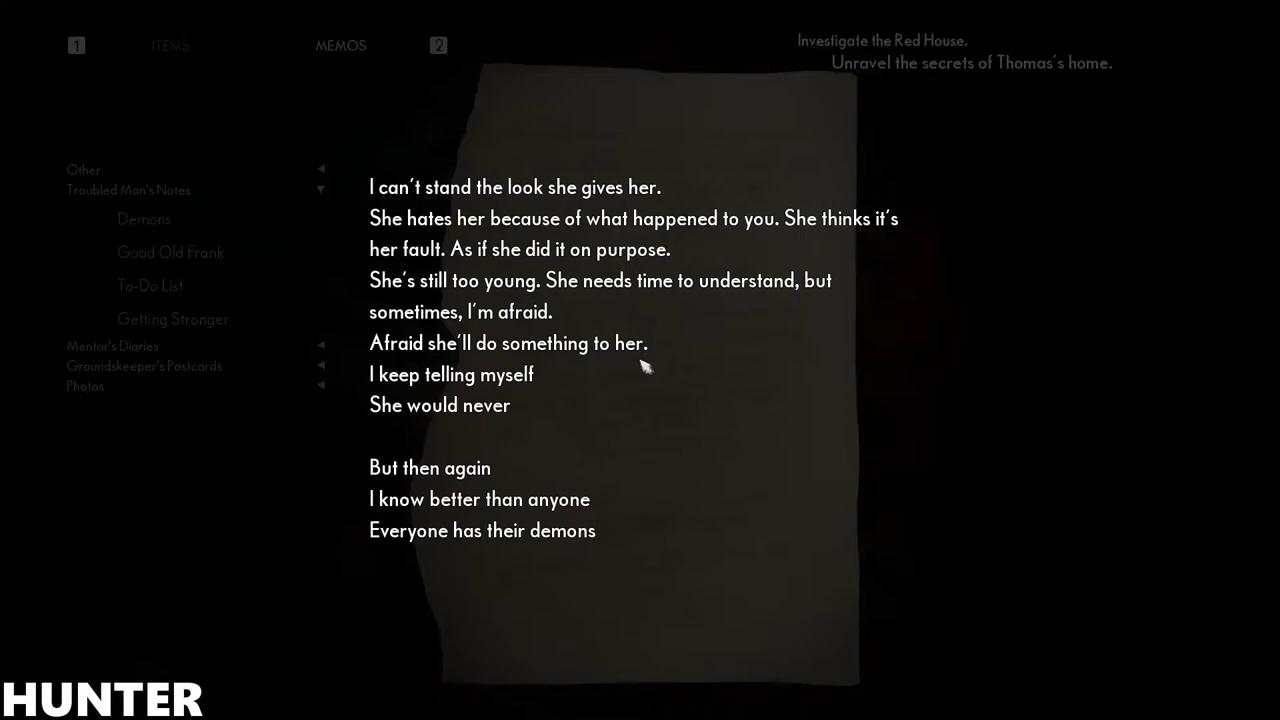 1 ITEMS MEMOS 2
Investigate the Red House.
Unravel the secrets of Thomas's home.
Other
Troubled Man's Notes
Demons
Good Old Frank
To-Do List
Getting Stronger
Mentor's Diaries
Groundskeeper's Postcards
Photos
I can't stand the look she gives her.
She hates her because of what happened to you. She thinks it's
her fault. As if she did it on purpose.
She's still too young. She needs time to understand, but
sometimes, I'm afraid.
Afraid she'll do something to her.
I keep telling myself
She would never
But then again
I know better than anyone
Everyone has their demons
HUNTER